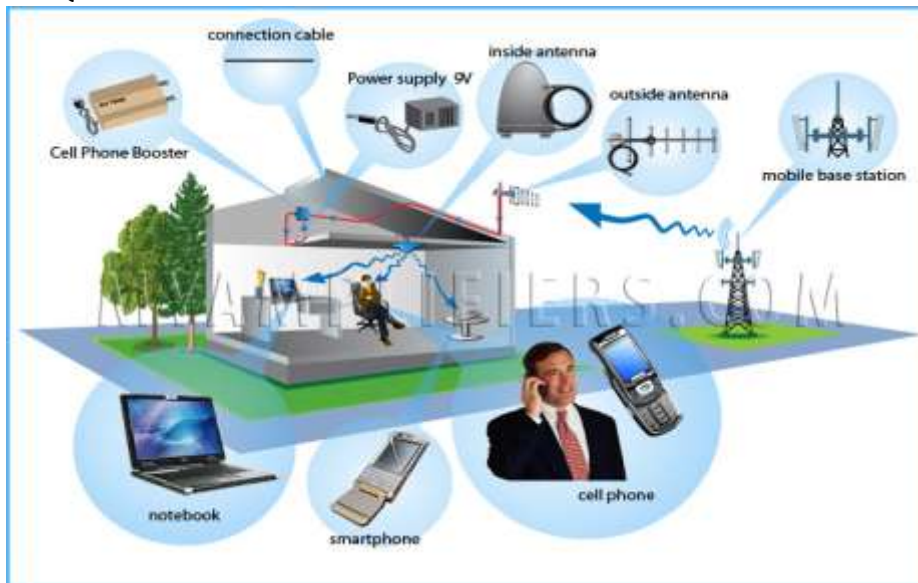 connection cable
inside antenna
Power supply 9V
outside antenna
Cell Phone Booster
mobile base station
notebook
smartphone
cell phone